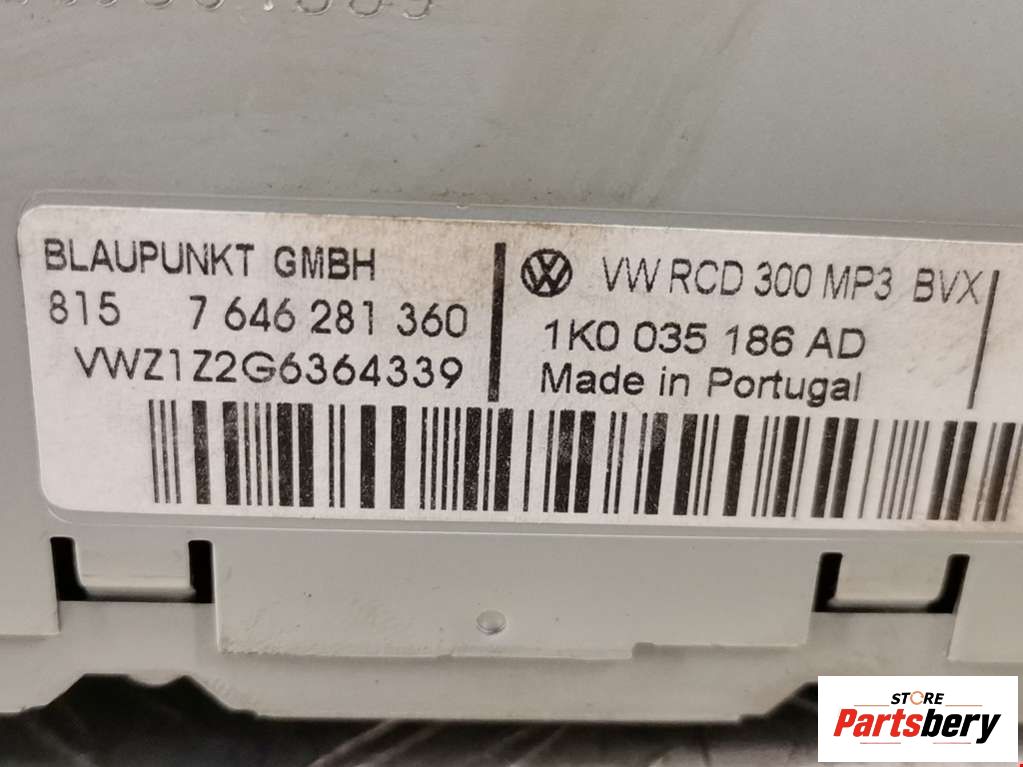 BLAUPUNKT GMBH
815 7 646 281 360
VWZ1Z2G6364339
VW RCD 300 MP3 BVX
1K0 035 186 AD
Made in Portugal
STORE
Partsbery